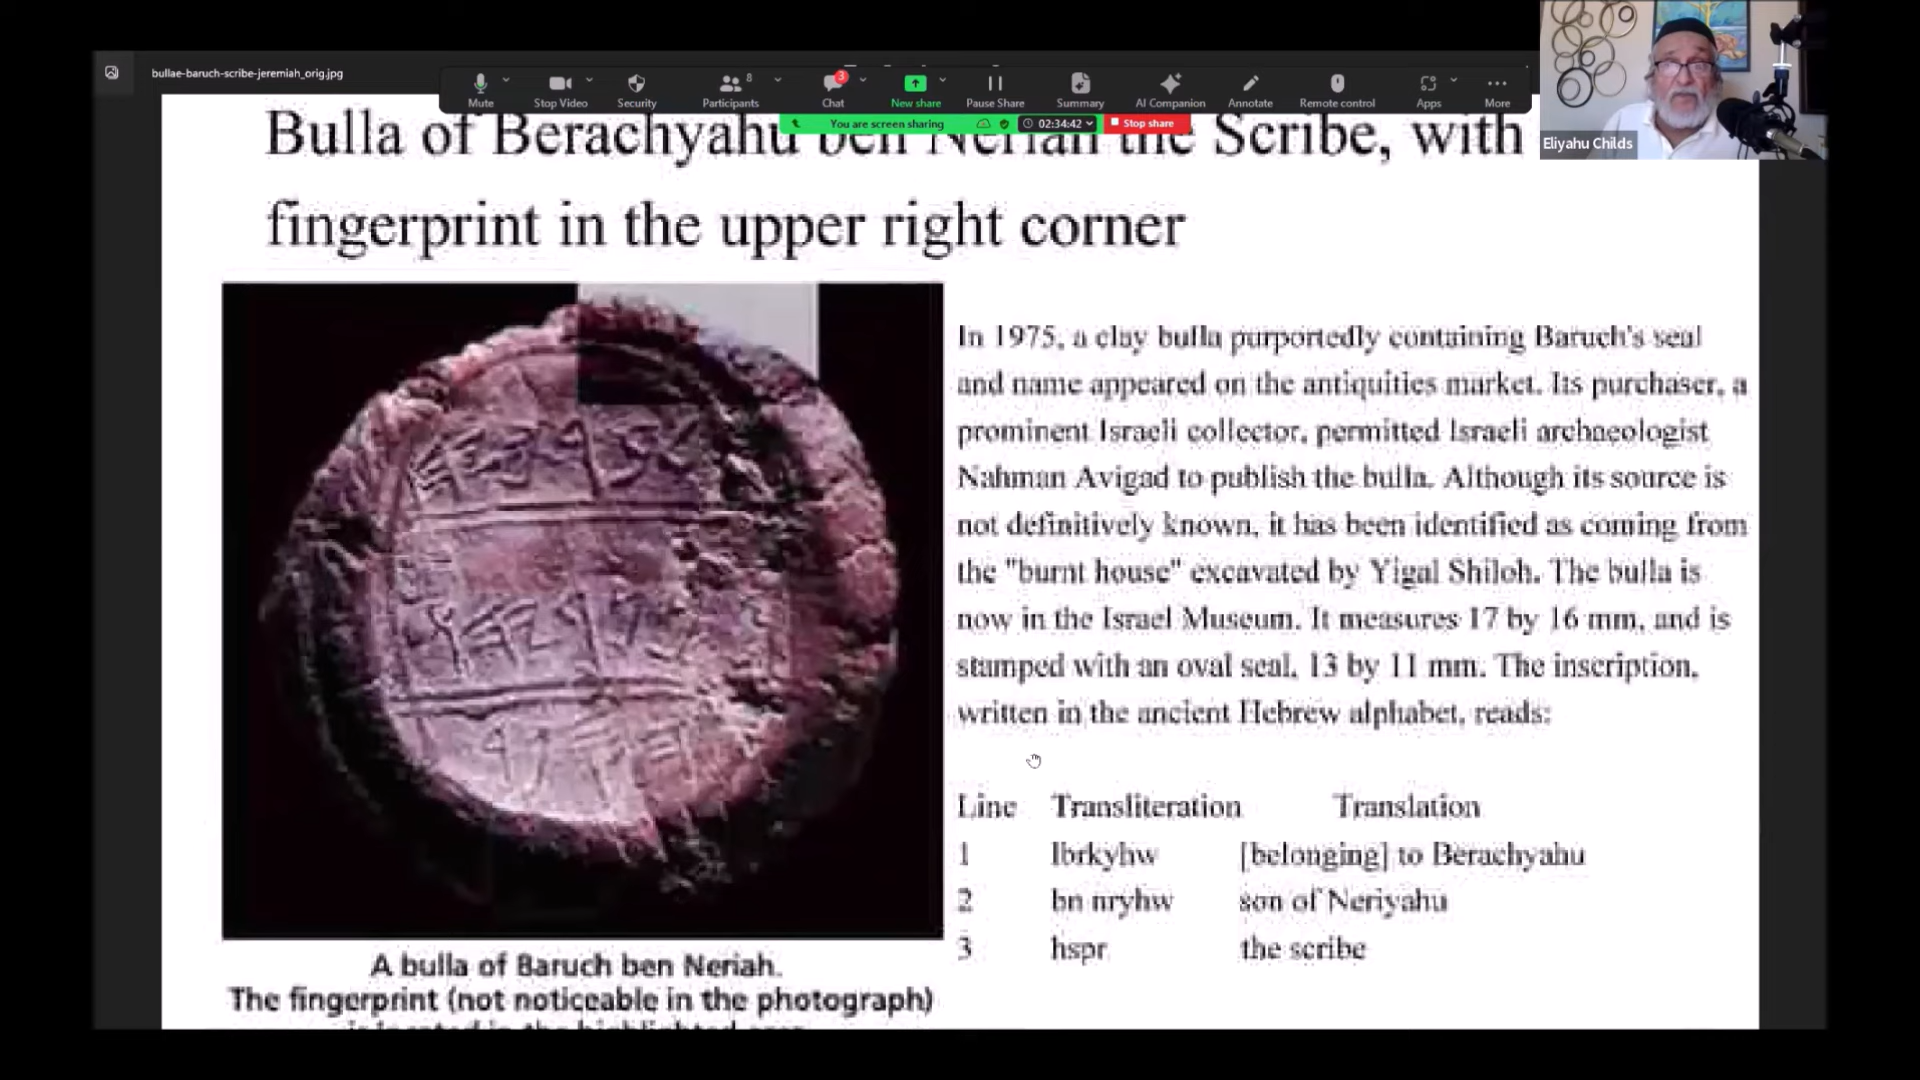 bullae-baruch-scribe-jeremiah_orig.jpg
Mute
Stop Video
Security
Participants
8
Chat
3
New share
Pause Share
Summary
AI Companion
Annotate
Remote control
Apps
More
You are screen sharing
02:34:42
Stop share
Eliyahu Childs
Bulla of Berachyahu ben Neriah the Scribe, with
fingerprint in the upper right corner
In 1975, a clay bulla purportedly containing Baruch's seal
and name appeared on the antiquities market. Its purchaser, a
prominent Israeli collector, permitted Israeli archaeologist
Nahman Avigad to publish the bulla. Although its source is
not definitively known, it has been identified as coming from
the "burnt house" excavated by Yigal Shiloh. The bulla is
now in the Israel Museum. It measures 17 by 16 mm, and is
stamped with an oval seal, 13 by 11 mm. The inscription,
written in the ancient Hebrew alphabet, reads:
Line Transliteration Translation
1 lbrkyhw [belonging] to Berachyahu
2 bn nryhw son of Neriyahu
3 hspr the scribe
A bulla of Baruch ben Neriah.
The fingerprint (not noticeable in the photograph)